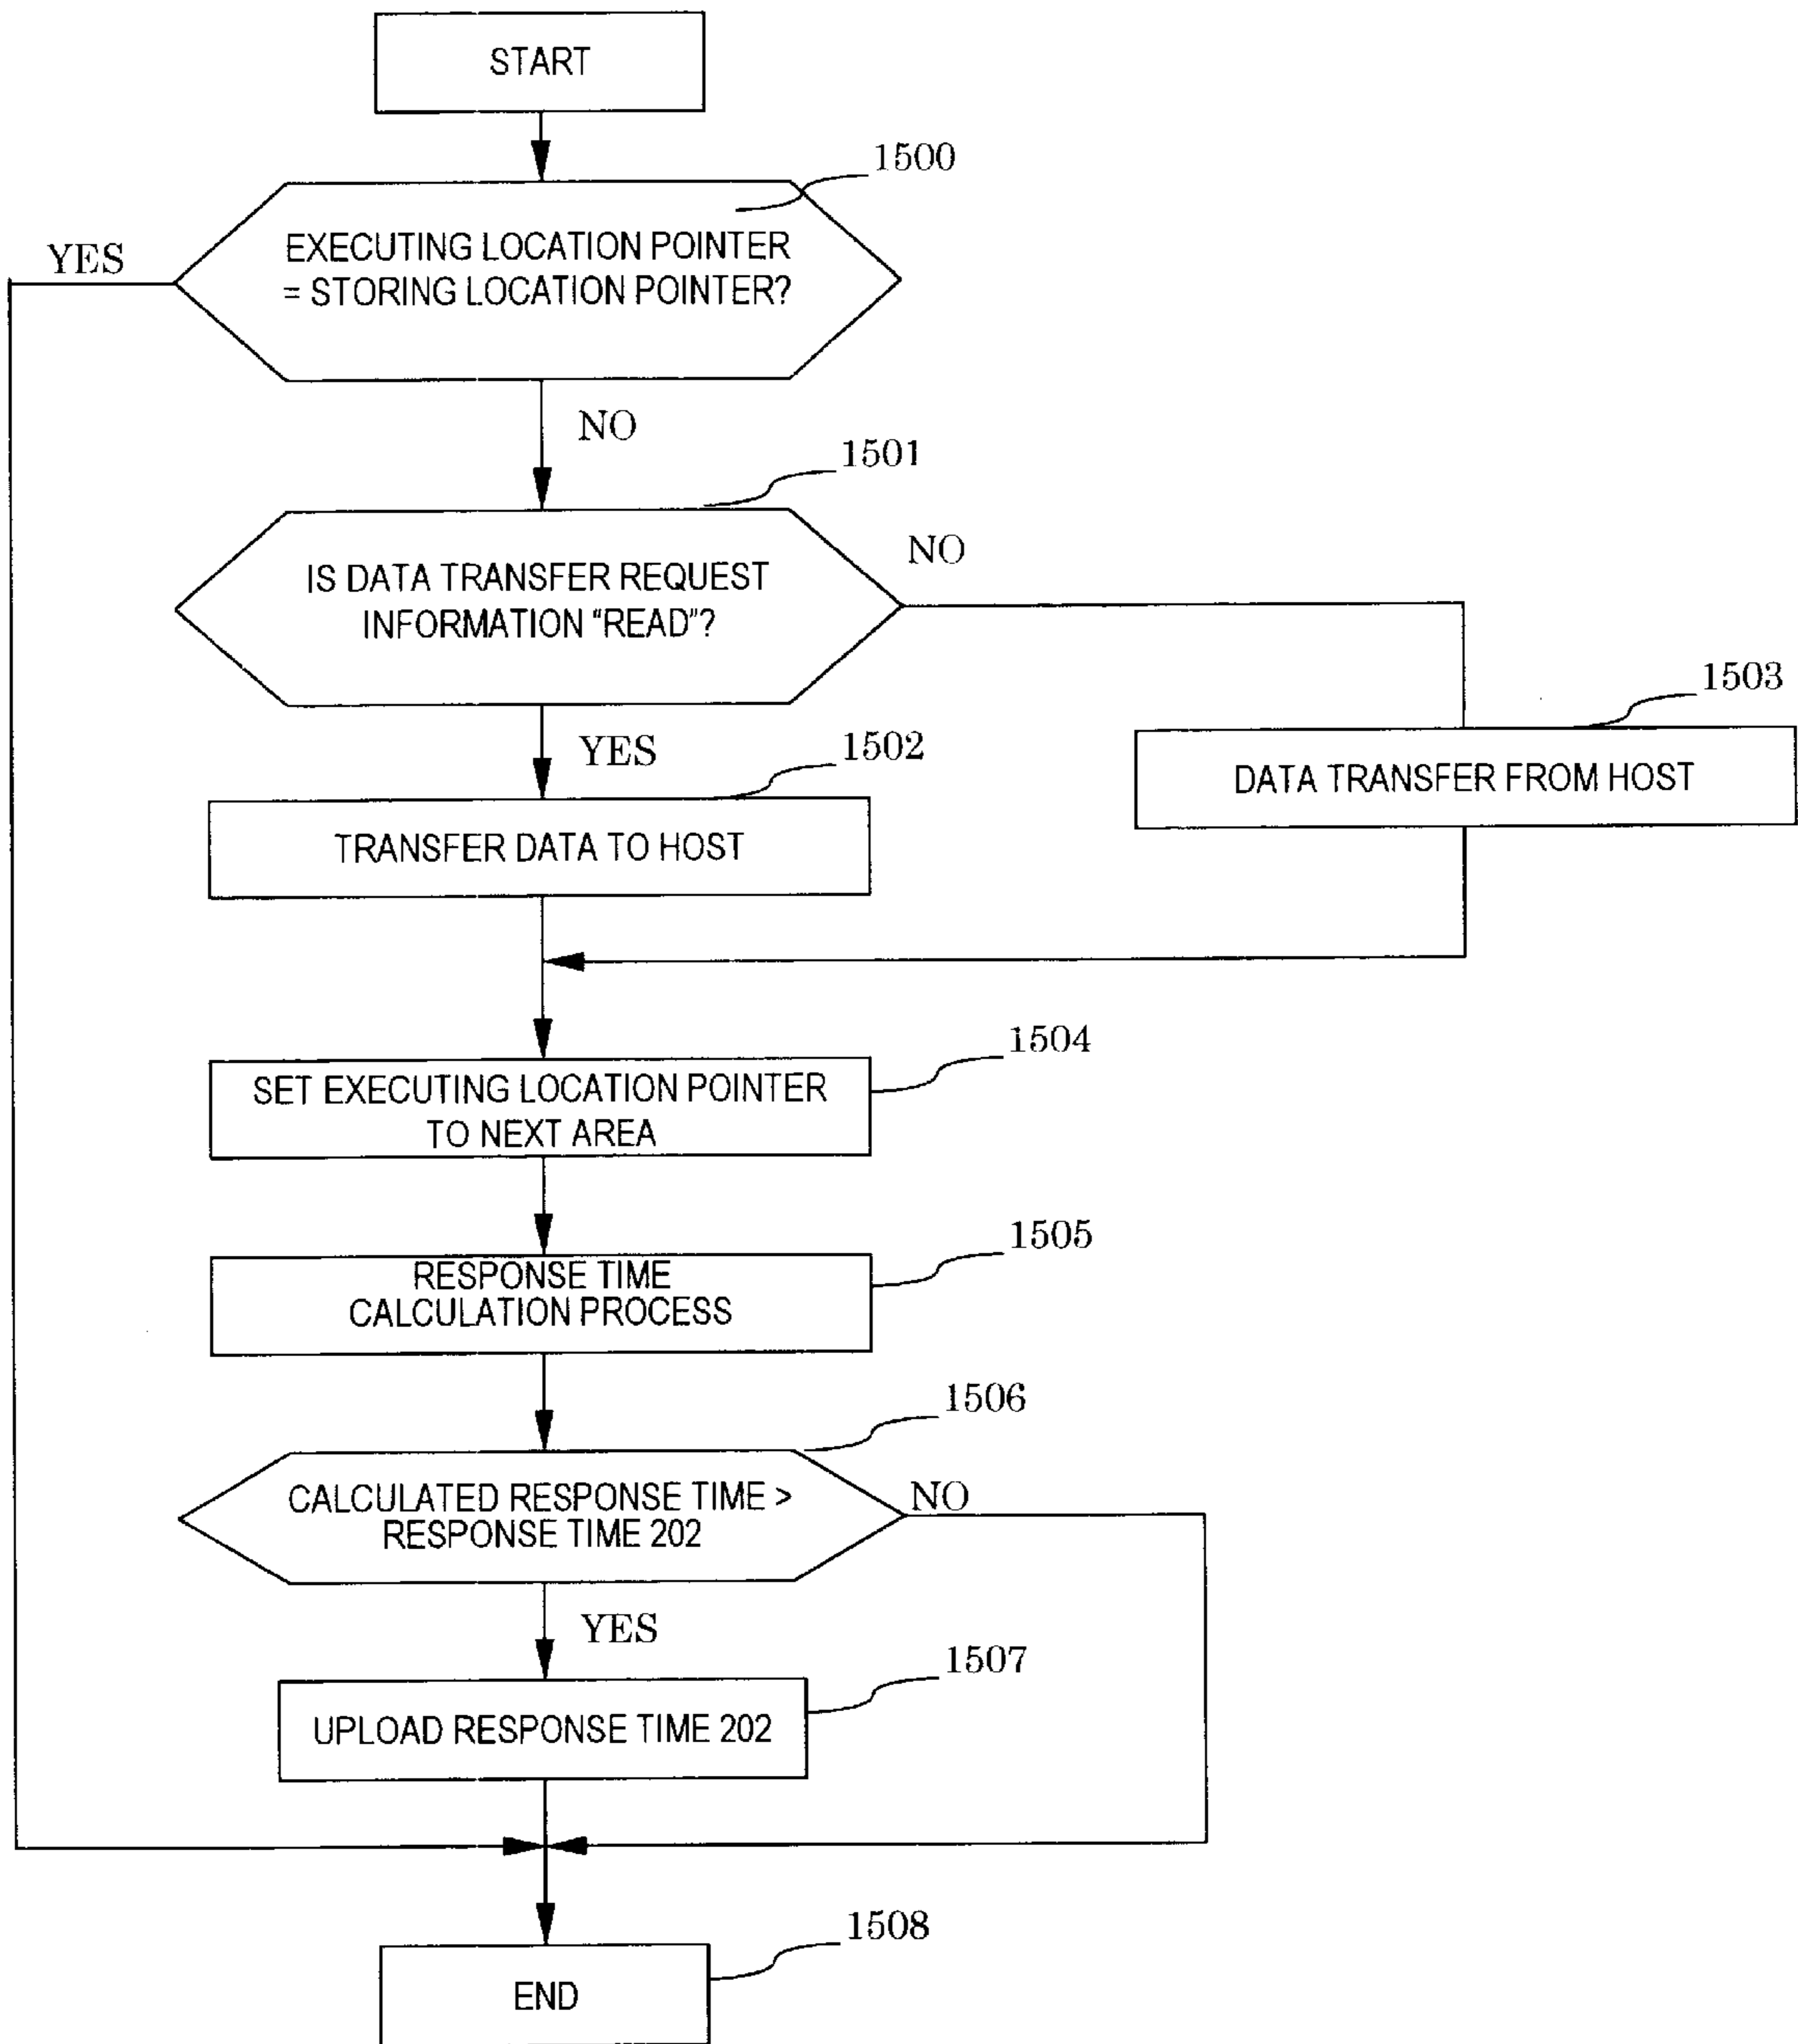 START
1500
EXECUTING LOCATION POINTER
= STORING LOCATION POINTER?
YES
NO
1501
IS DATA TRANSFER REQUEST
INFORMATION "READ"?
NO
YES
1502
TRANSFER DATA TO HOST
1503
DATA TRANSFER FROM HOST
1504
SET EXECUTING LOCATION POINTER
TO NEXT AREA
1505
RESPONSE TIME
CALCULATION PROCESS
1506
CALCULATED RESPONSE TIME >
RESPONSE TIME 202
NO
YES
1507
UPLOAD RESPONSE TIME 202
1508
END